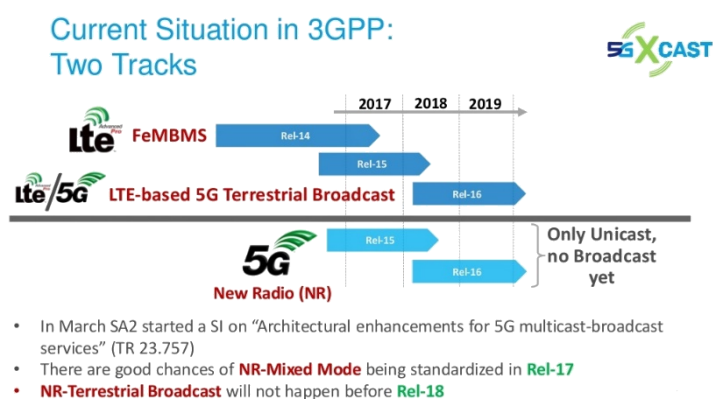 Current Situation in 3GPP:
Two Tracks
5G XCAST
2017 2018 2019
Advanced
Pro
Lte FeMBMS Rel-14
Rel-15
Lte/5G LTE-based 5G Terrestrial Broadcast Rel-16
5G Rel-15
Rel-16
New Radio (NR)
Only Unicast,
no Broadcast
yet
• In March SA2 started a SI on “Architectural enhancements for 5G multicast-broadcast
services” (TR 23.757)
• There are good chances of NR-Mixed Mode being standardized in Rel-17
• NR-Terrestrial Broadcast will not happen before Rel-18